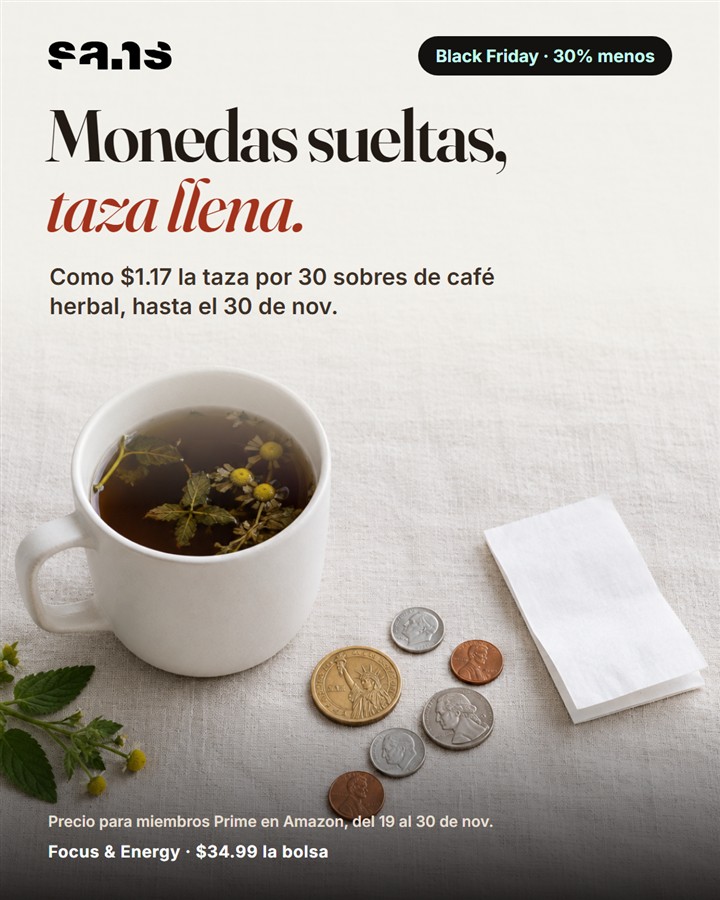 sans
Black Friday · 30% menos
Monedas sueltas,
taza llena.
Como $1.17 la taza por 30 sobres de café
herbal, hasta el 30 de nov.
Precio para miembros Prime en Amazon, del 19 al 30 de nov.
Focus & Energy · $34.99 la bolsa